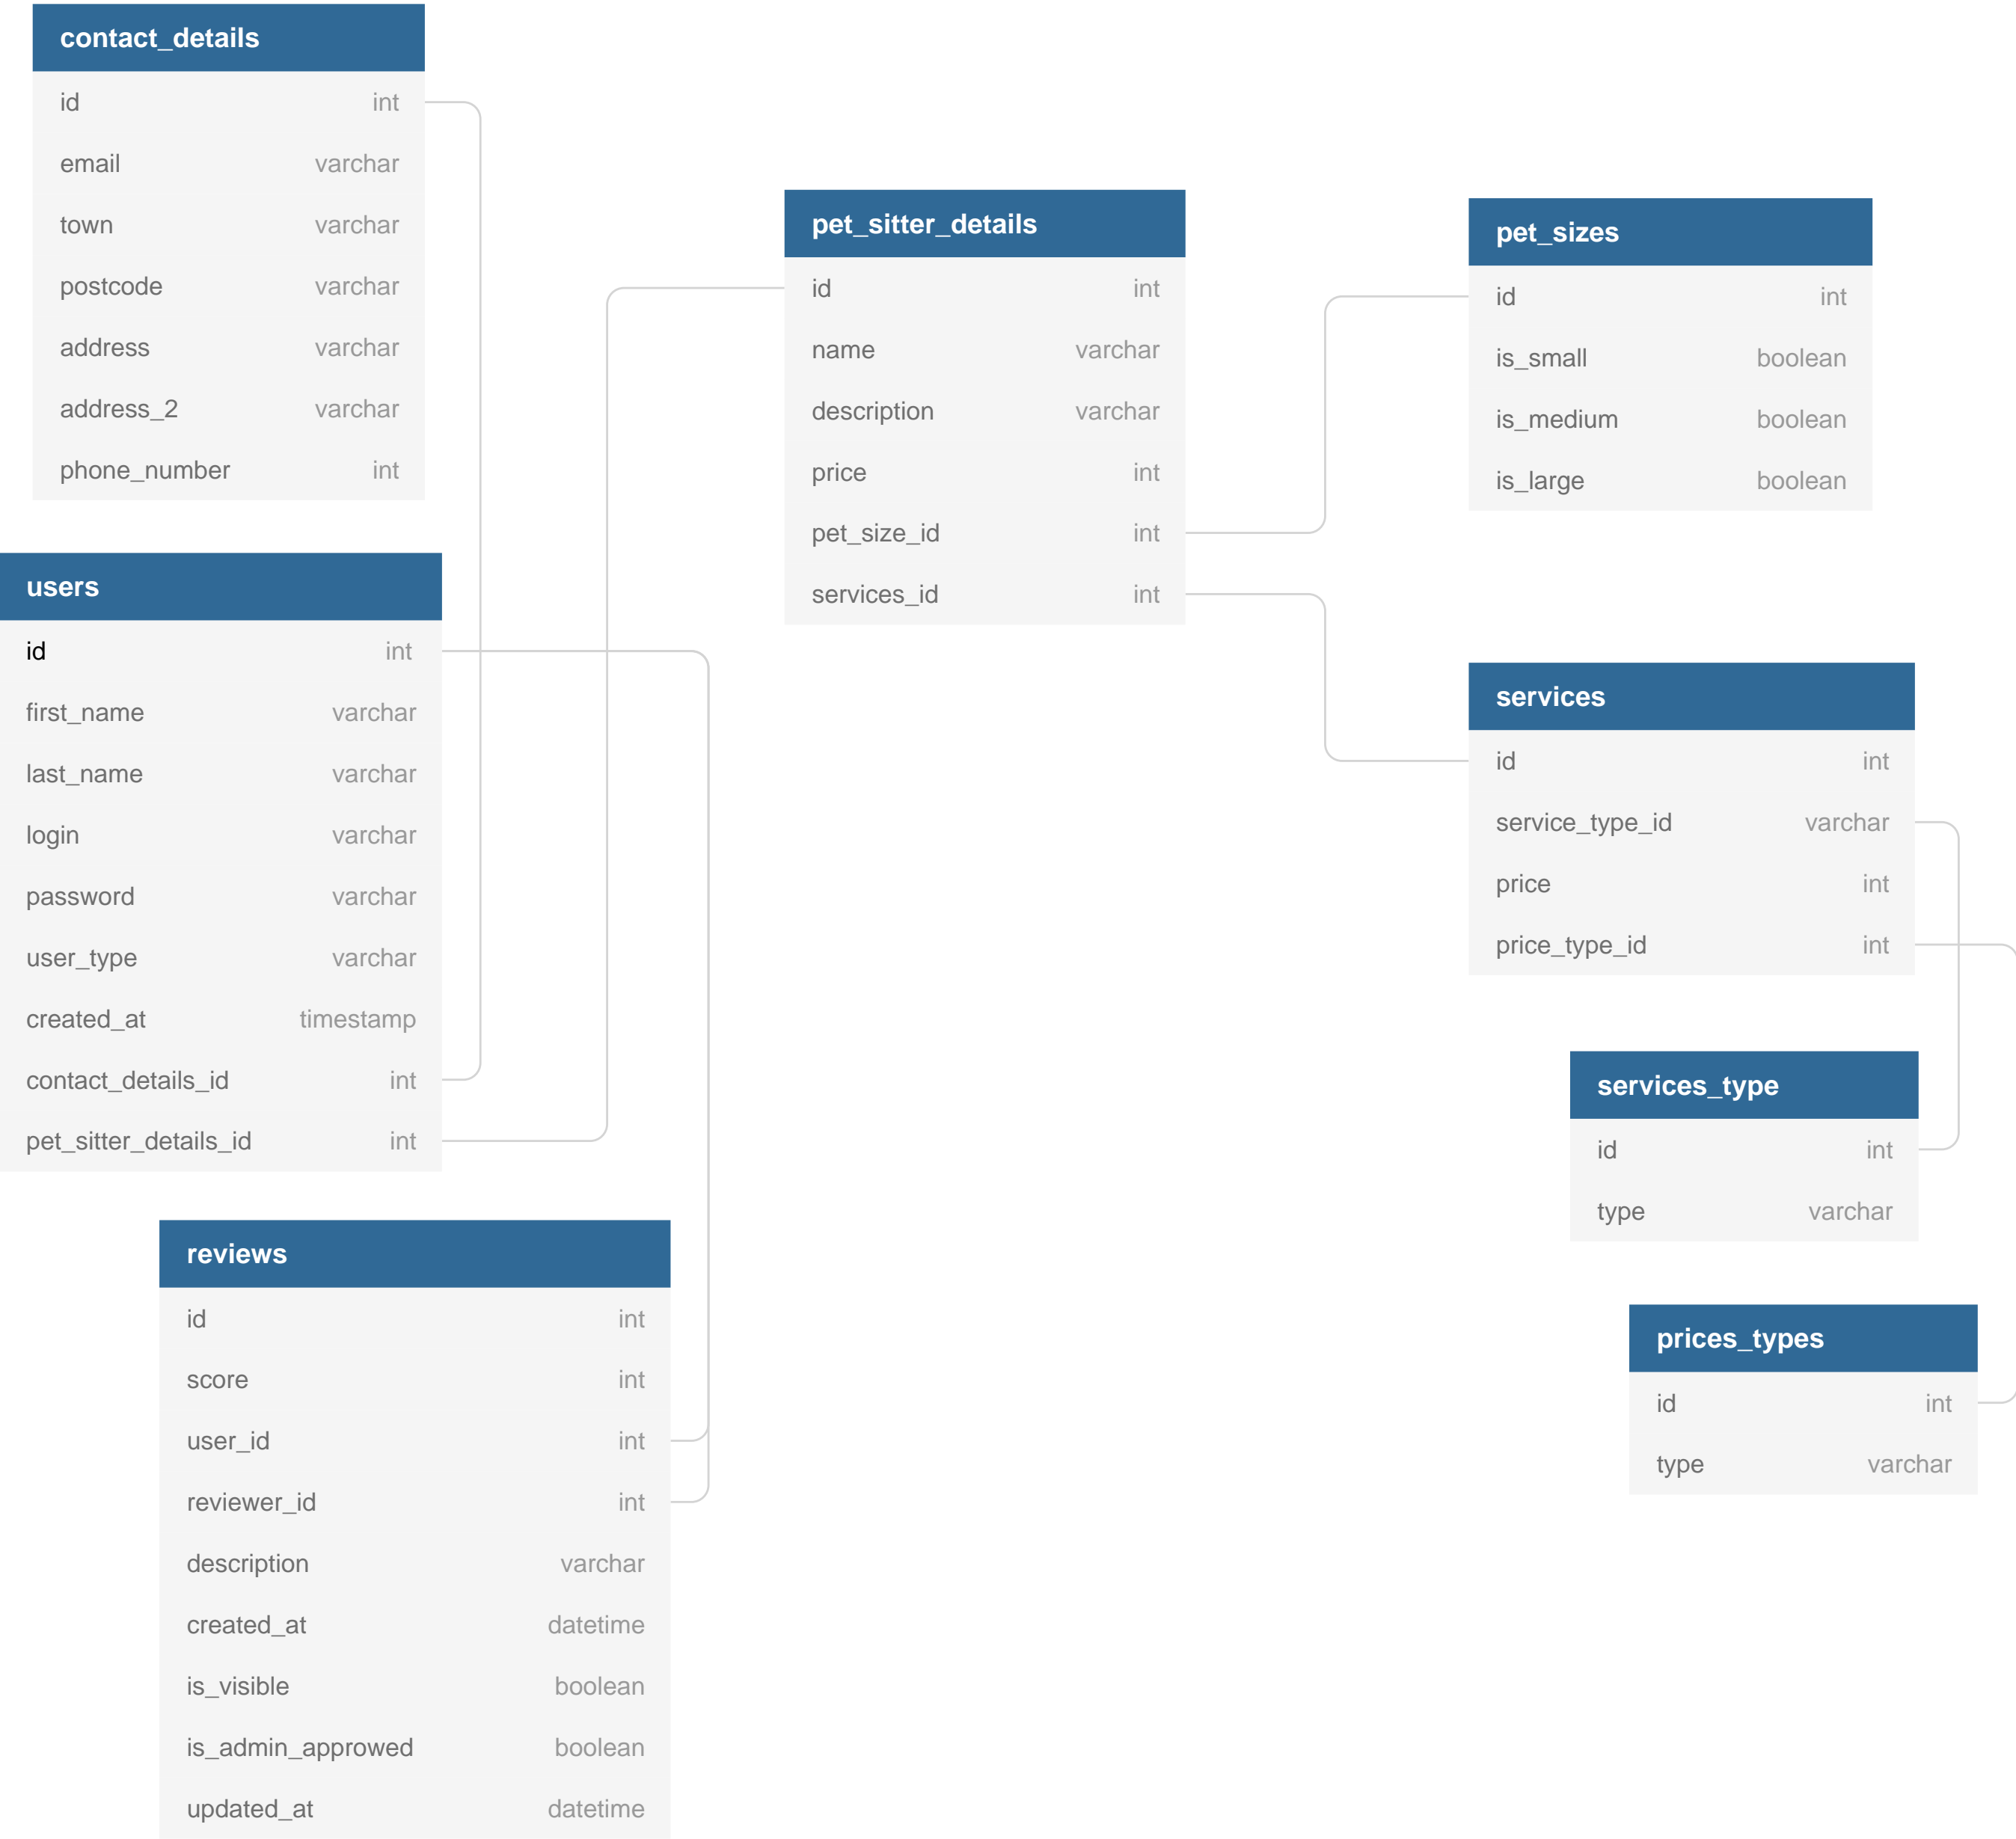 contact_details
id int
email varchar
town varchar
postcode varchar
address varchar
address_2 varchar
phone_number int
users
id int
first_name varchar
last_name varchar
login varchar
password varchar
user_type varchar
created_at timestamp
contact_details_id int
pet_sitter_details_id int
reviews
id int
score int
user_id int
reviewer_id int
description varchar
created_at datetime
is_visible boolean
is_admin_approwed boolean
updated_at datetime
pet_sitter_details
id int
name varchar
description varchar
price int
pet_size_id int
services_id int
pet_sizes
id int
is_small boolean
is_medium boolean
is_large boolean
services
id int
service_type_id varchar
price int
price_type_id int
services_type
id int
type varchar
prices_types
id int
type varchar